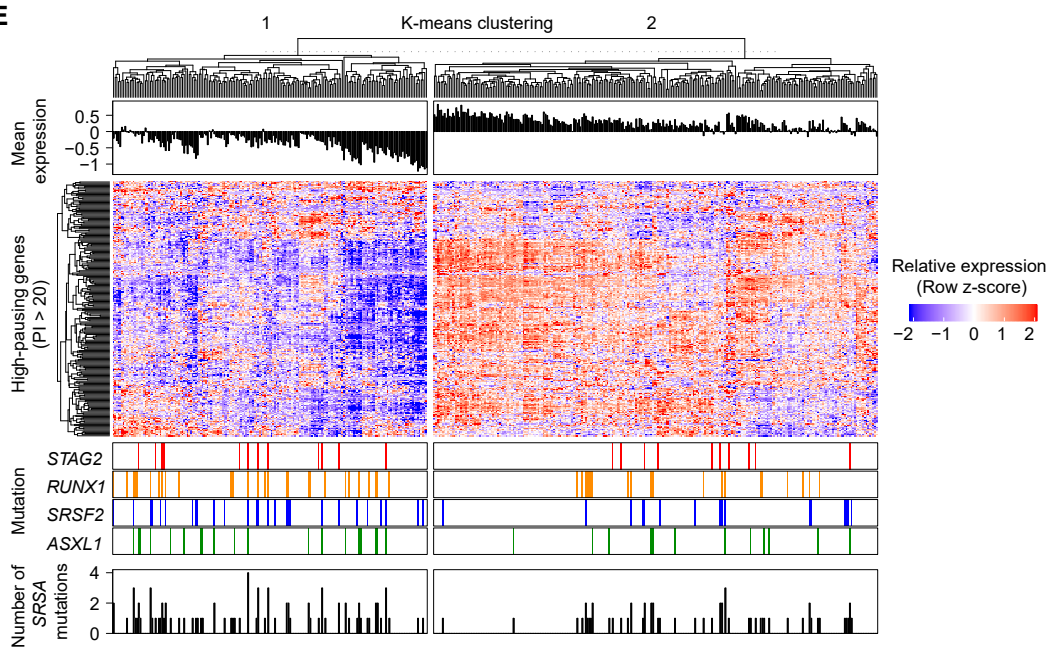 E
1 K-means clustering 2
Mean
expression
0.5
0
−0.5
−1
High-pausing genes
(PI > 20)
Relative expression
(Row z-score)
−2 −1 0 1 2
Mutation
STAG2
RUNX1
SRSF2
ASXL1
Number of
SRSA
mutations
4
2
0